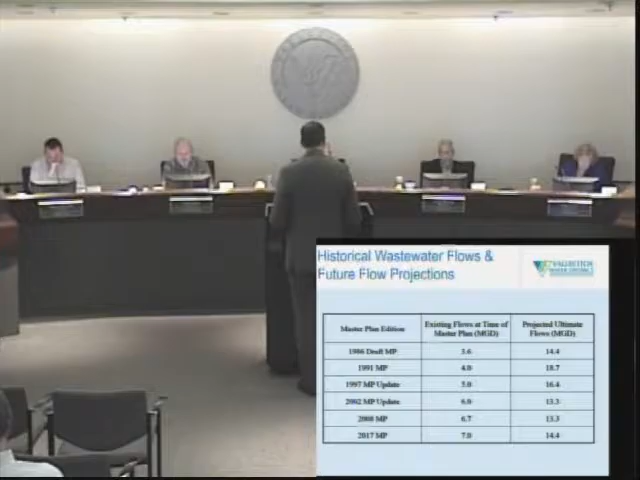 Historical Wastewater Flows &
Future Flow Projections
Master Plan Edition
Existing Flows at Time of
Master Plan (MGD)
Projected Ultimate
Flows (MGD)
1986 Draft MP 3.6 14.4
1991 MP 4.0 18.7
1997 MP Update 5.0 16.4
2002 MP Update 6.0 13.3
2008 MP 6.7 13.3
2017 MP 7.0 14.4